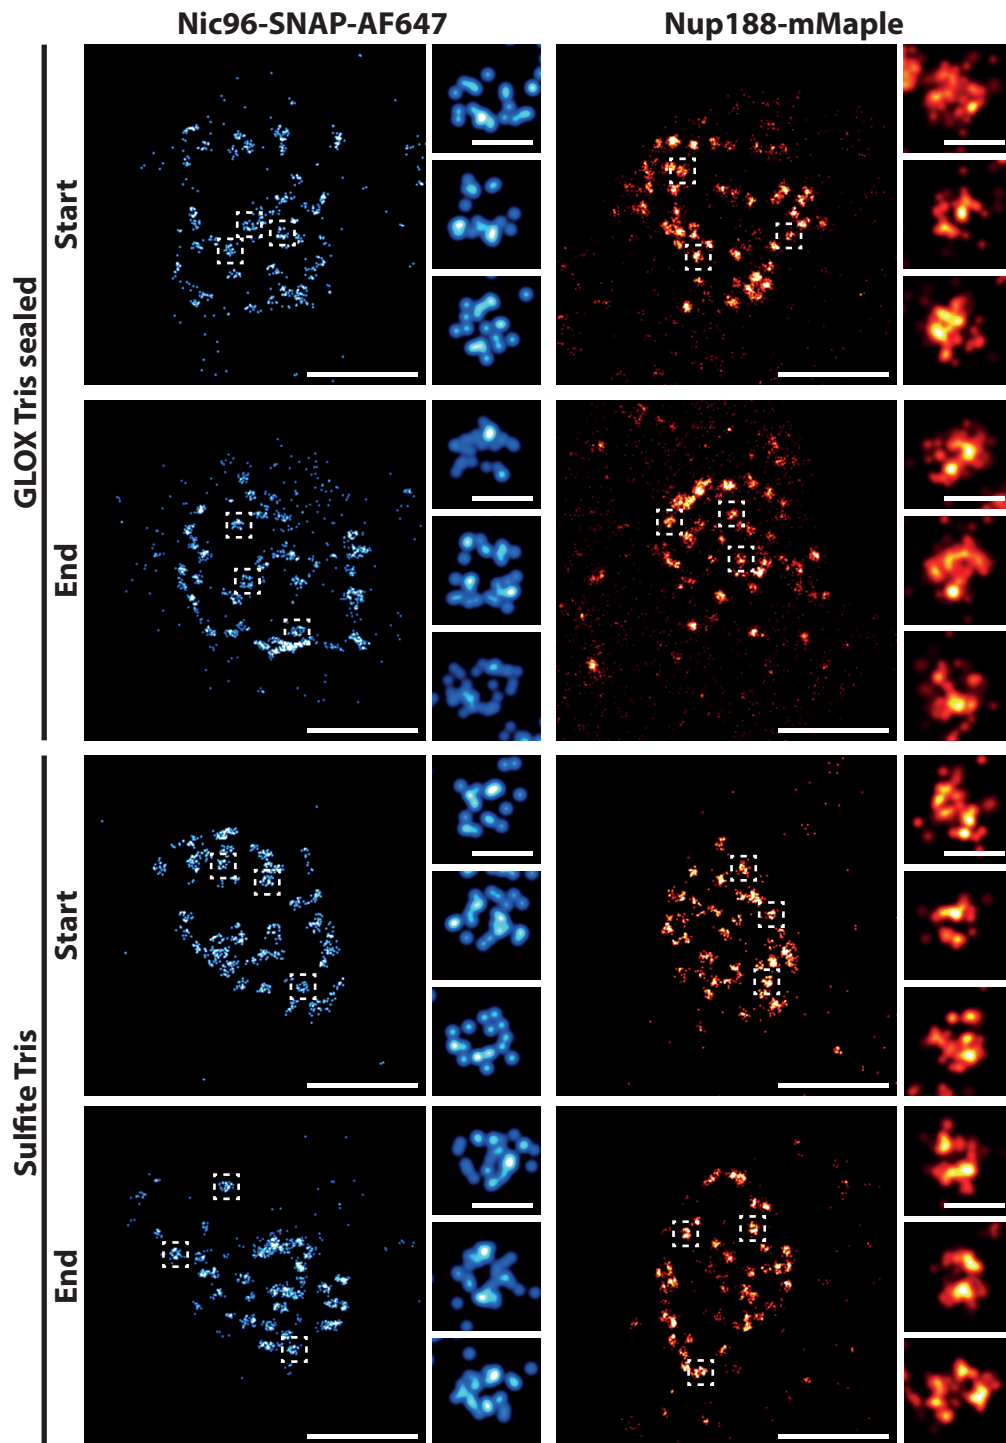 Nic96-SNAP-AF647
Nup188-mMaple
GLOX Tris sealed
Start
End
Sulfite Tris
Start
End